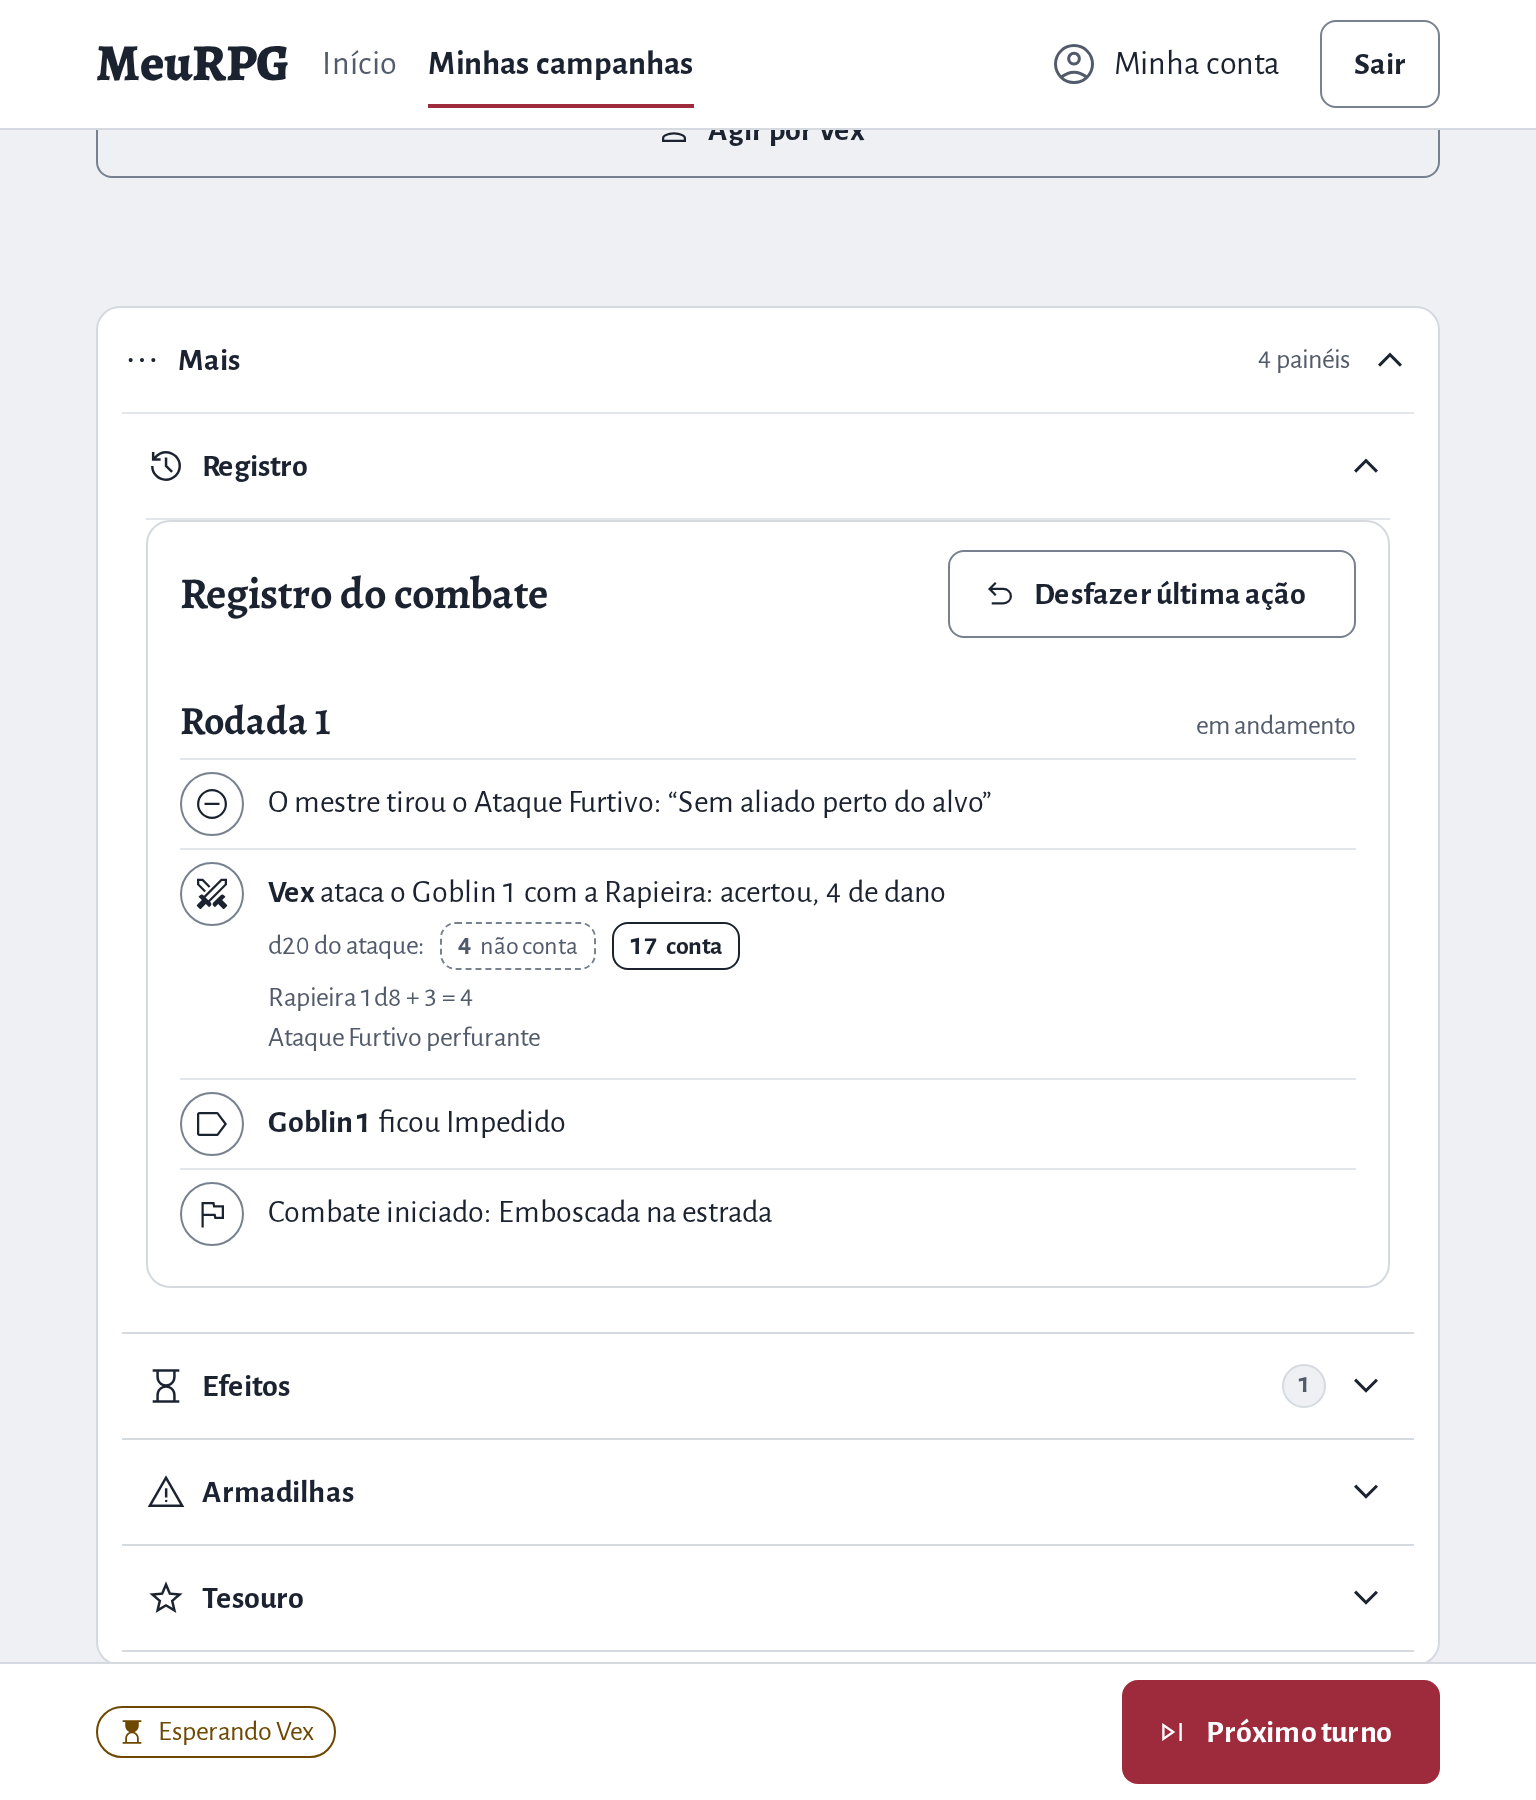 MeuRPG Início Minhas campanhas Minha conta Sair
Agir por Vex
Mais 4 painéis
Registro
Registro do combate Desfazer última ação
Rodada 1 em andamento
O mestre tirou o Ataque Furtivo: “Sem aliado perto do alvo”
Vex ataca o Goblin 1 com a Rapieira: acertou, 4 de dano
d20 do ataque: 4 não conta 17 conta
Rapieira 1d8 + 3 = 4
Ataque Furtivo perfurante
Goblin 1 ficou Impedido
Combate iniciado: Emboscada na estrada
Efeitos 1
Armadilhas
Tesouro
Esperando Vex Próximo turno